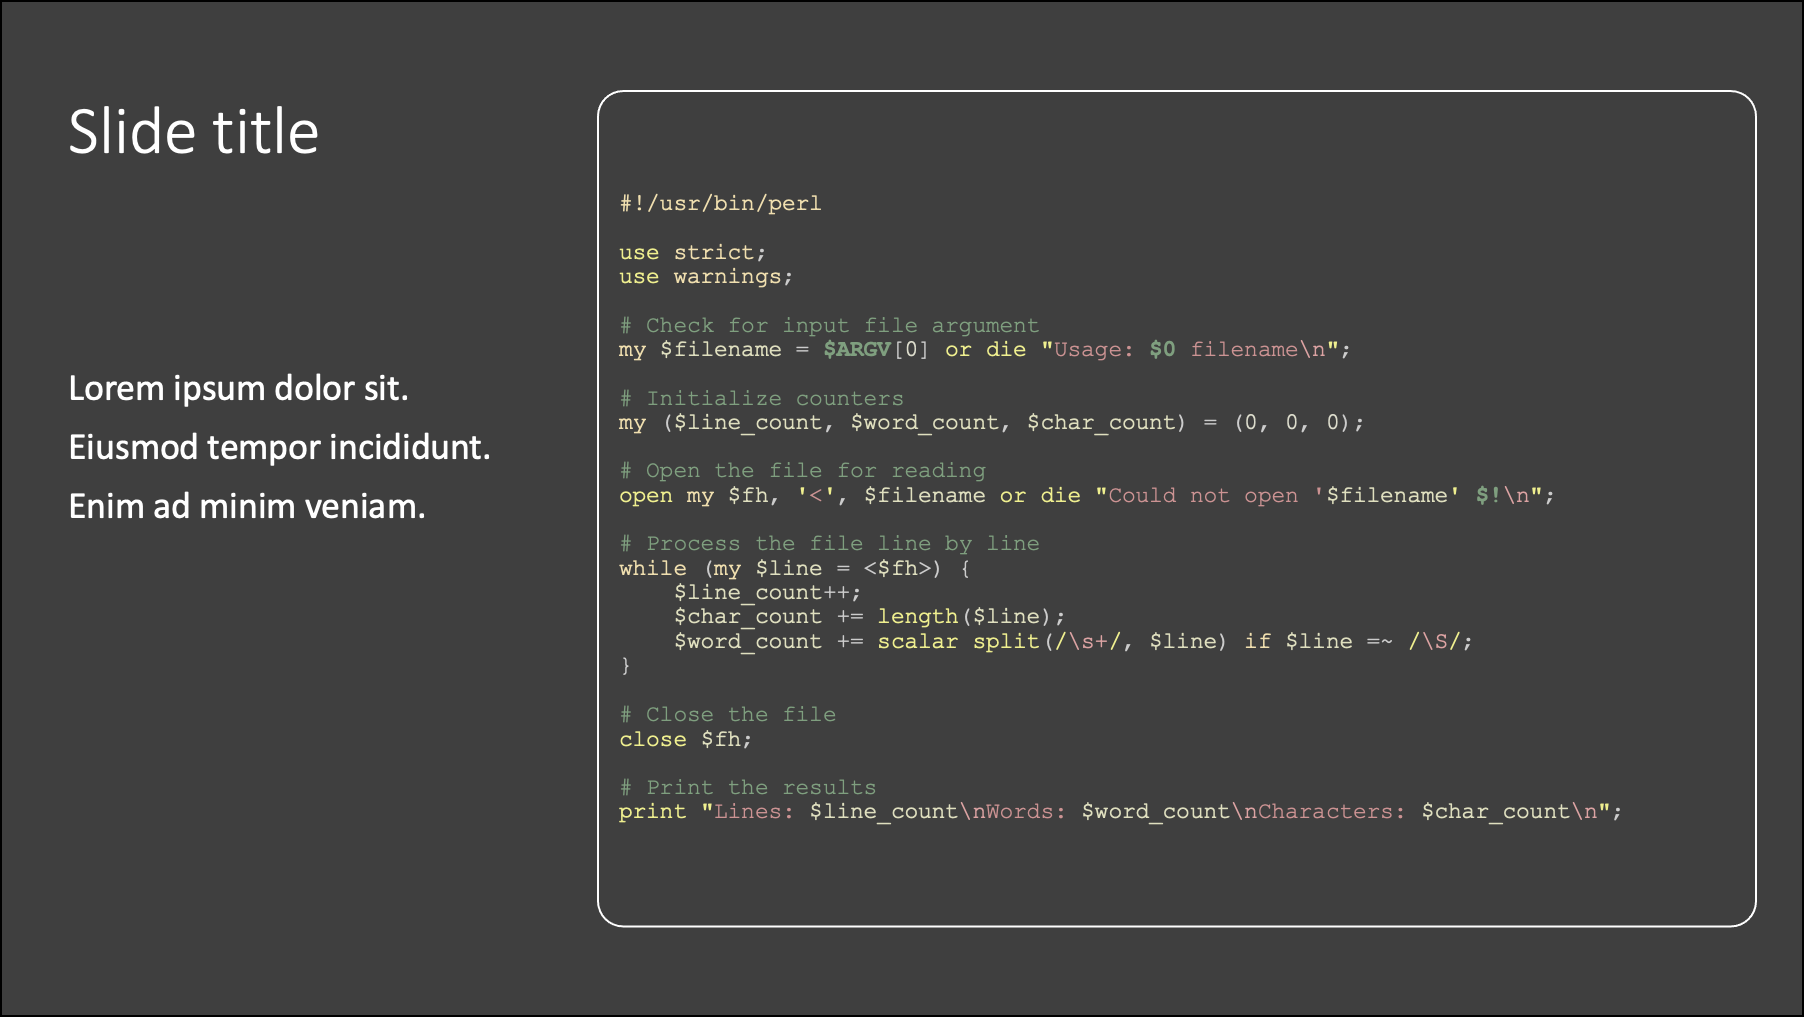 Slide title
Lorem ipsum dolor sit.
Eiusmod tempor incididunt.
Enim ad minim veniam.
#!/usr/bin/perl

use strict;
use warnings;

# Check for input file argument
my $filename = $ARGV[0] or die "Usage: $0 filename\n";

# Initialize counters
my ($line_count, $word_count, $char_count) = (0, 0, 0);

# Open the file for reading
open my $fh, '<', $filename or die "Could not open '$filename' $!\n";

# Process the file line by line
while (my $line = <$fh>) {
    $line_count++;
    $char_count += length($line);
    $word_count += scalar split(/\s+/, $line) if $line =~ /\S/;
}

# Close the file
close $fh;

# Print the results
print "Lines: $line_count\nWords: $word_count\nCharacters: $char_count\n";